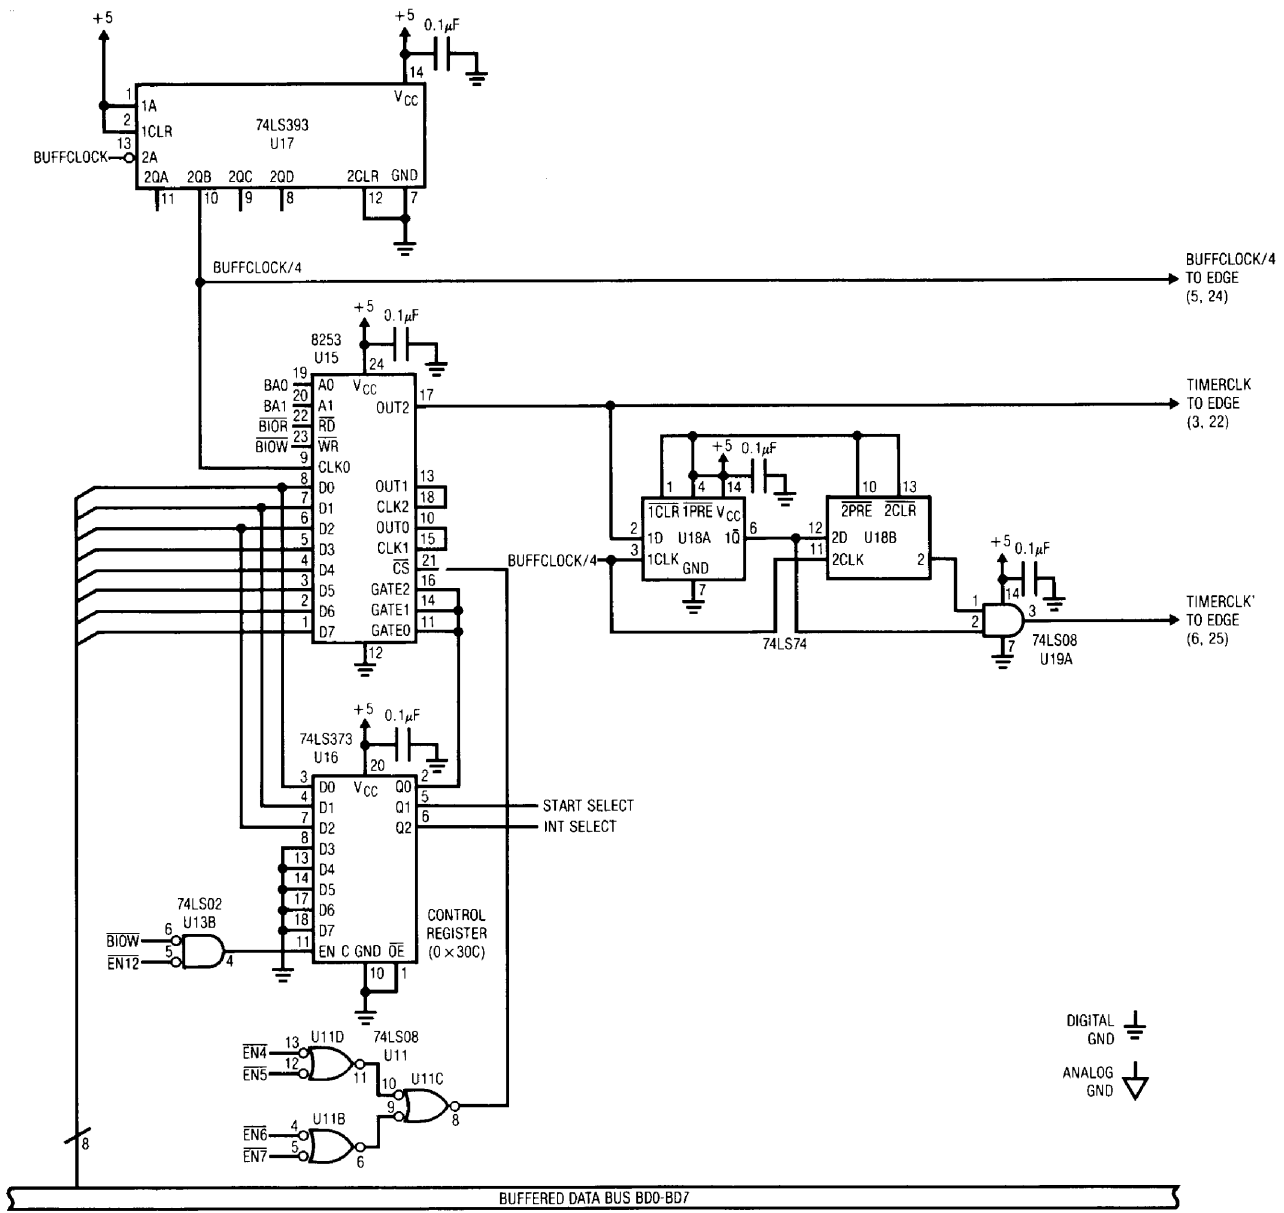 +5
+5
0.1µF
14
VCC
1
1A
2
1CLR
13
BUFFCLOCK
2A
74LS393
U17
2QA
2QB
2QC
2QD
2CLR
GND
11
10
9
8
12
7
BUFFCLOCK/4
BUFFCLOCK/4
TO EDGE
(5, 24)
+5
0.1µF
8253
U15
24
VCC
BA0 19 A0
BA1 20 A1
BIOR 22 RD
BIOW 23 WR
9 CLK0
8 D0
7 D1
6 D2
5 D3
4 D4
3 D5
2 D6
1 D7
OUT2 17
OUT1 13
CLK2 18
OUT0 10
CLK1 15
CS 21
GATE2 16
GATE1 14
GATE0 11
12
TIMERCLK
TO EDGE
(3, 22)
+5
0.1µF
1
4
14
10
13
1CLR
1PRE
VCC
2PRE
2CLR
2
1D
U18A
1Q̄
6
12
2D
U18B
BUFFCLOCK/4
3
1CLK
GND
11
2CLK
2
7
74LS74
+5
0.1µF
14
1
2
3
7
74LS08
U19A
TIMERCLK'
TO EDGE
(6, 25)
+5
0.1µF
74LS373
U16
20
VCC
3 D0
4 D1
7 D2
8 D3
13 D4
14 D5
17 D6
18 D7
11 EN C GND OE
Q0 2
Q1 5
Q2 6
START SELECT
INT SELECT
10
1
CONTROL
REGISTER
(0×30C)
74LS02
U13B
BIOW 6
EN12 5
4
U11D
74LS08
U11
EN4 13
EN5 12
11
10
9
U11C
8
U11B
EN6 4
EN7 5
6
DIGITAL
GND
ANALOG
GND
8
BUFFERED DATA BUS BD0-BD7